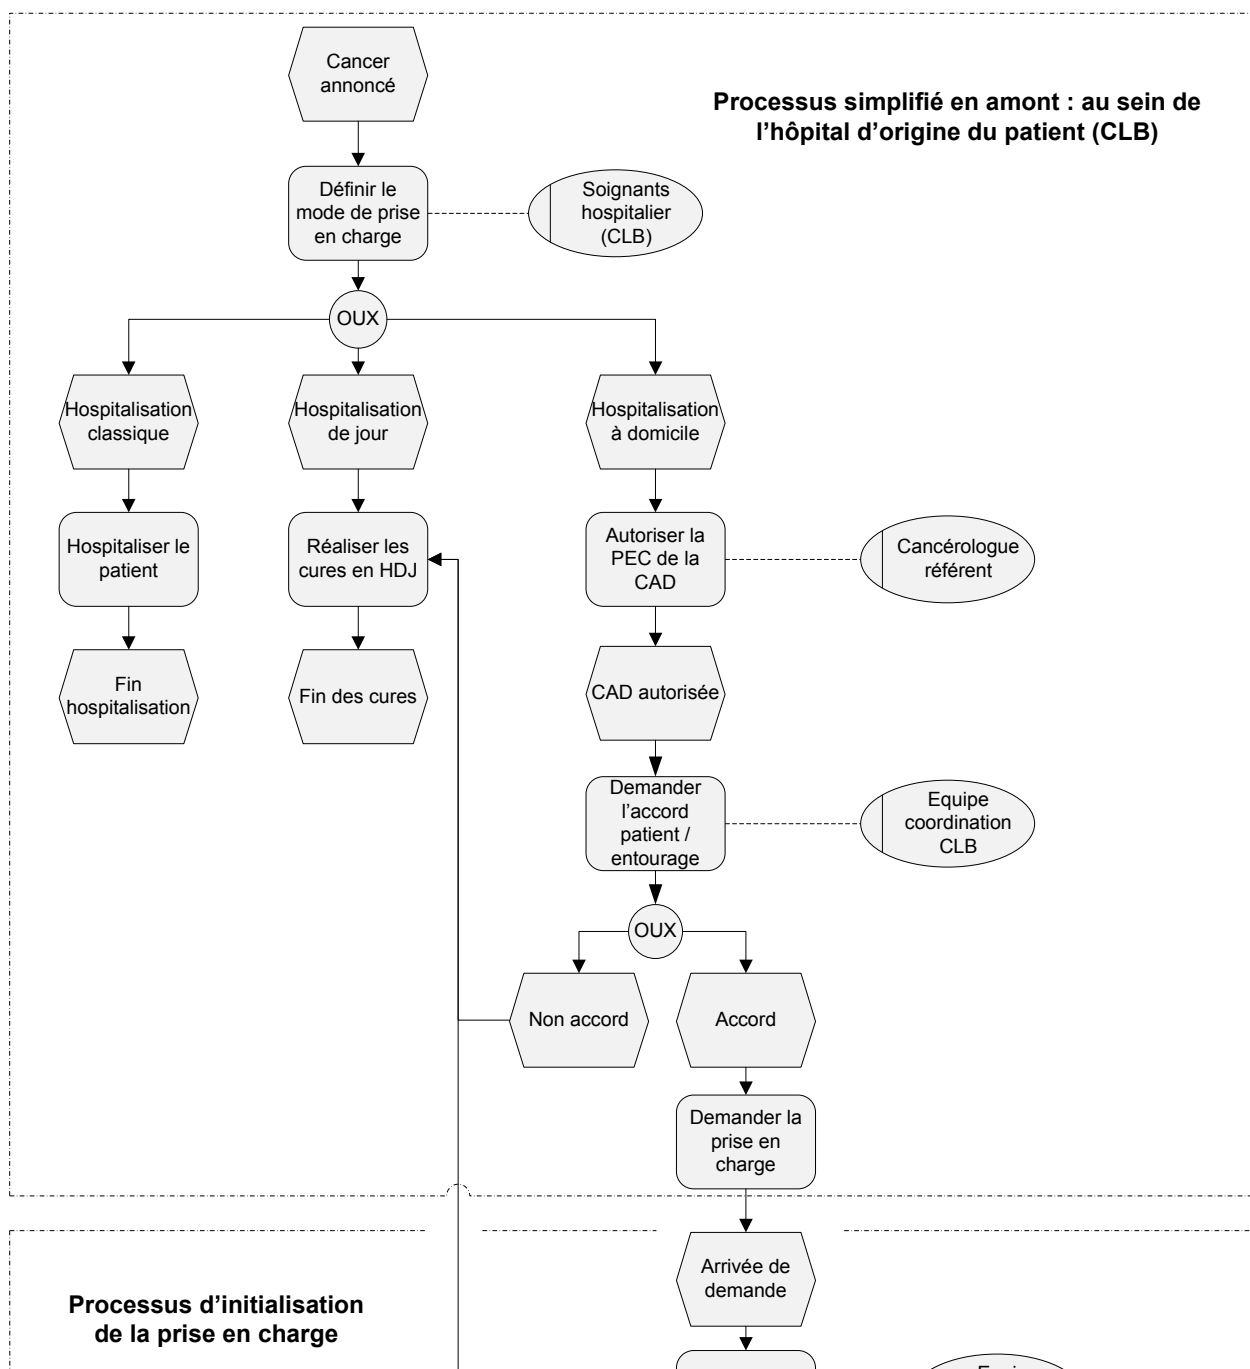 Cancer
annoncé
Processus simplifié en amont : au sein de
l’hôpital d’origine du patient (CLB)
Définir le
mode de prise
en charge
Soignants
hospitalier
(CLB)
OUX
Hospitalisation
classique
Hospitalisation
de jour
Hospitalisation
à domicile
Hospitaliser le
patient
Réaliser les
cures en HDJ
Autoriser la
PEC de la
CAD
Cancérologue
référent
Fin
hospitalisation
Fin des cures
CAD autorisée
Demander
l’accord
patient /
entourage
Equipe
coordination
CLB
OUX
Non accord
Accord
Demander la
prise en
charge
Arrivée de
demande
Processus d’initialisation
de la prise en charge